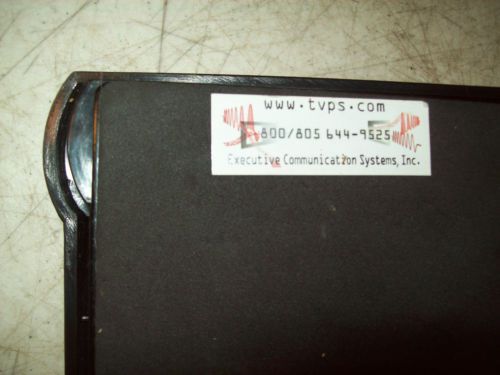 www.tvps.com
800/805 644-9525
Executive Communication Systems, Inc.